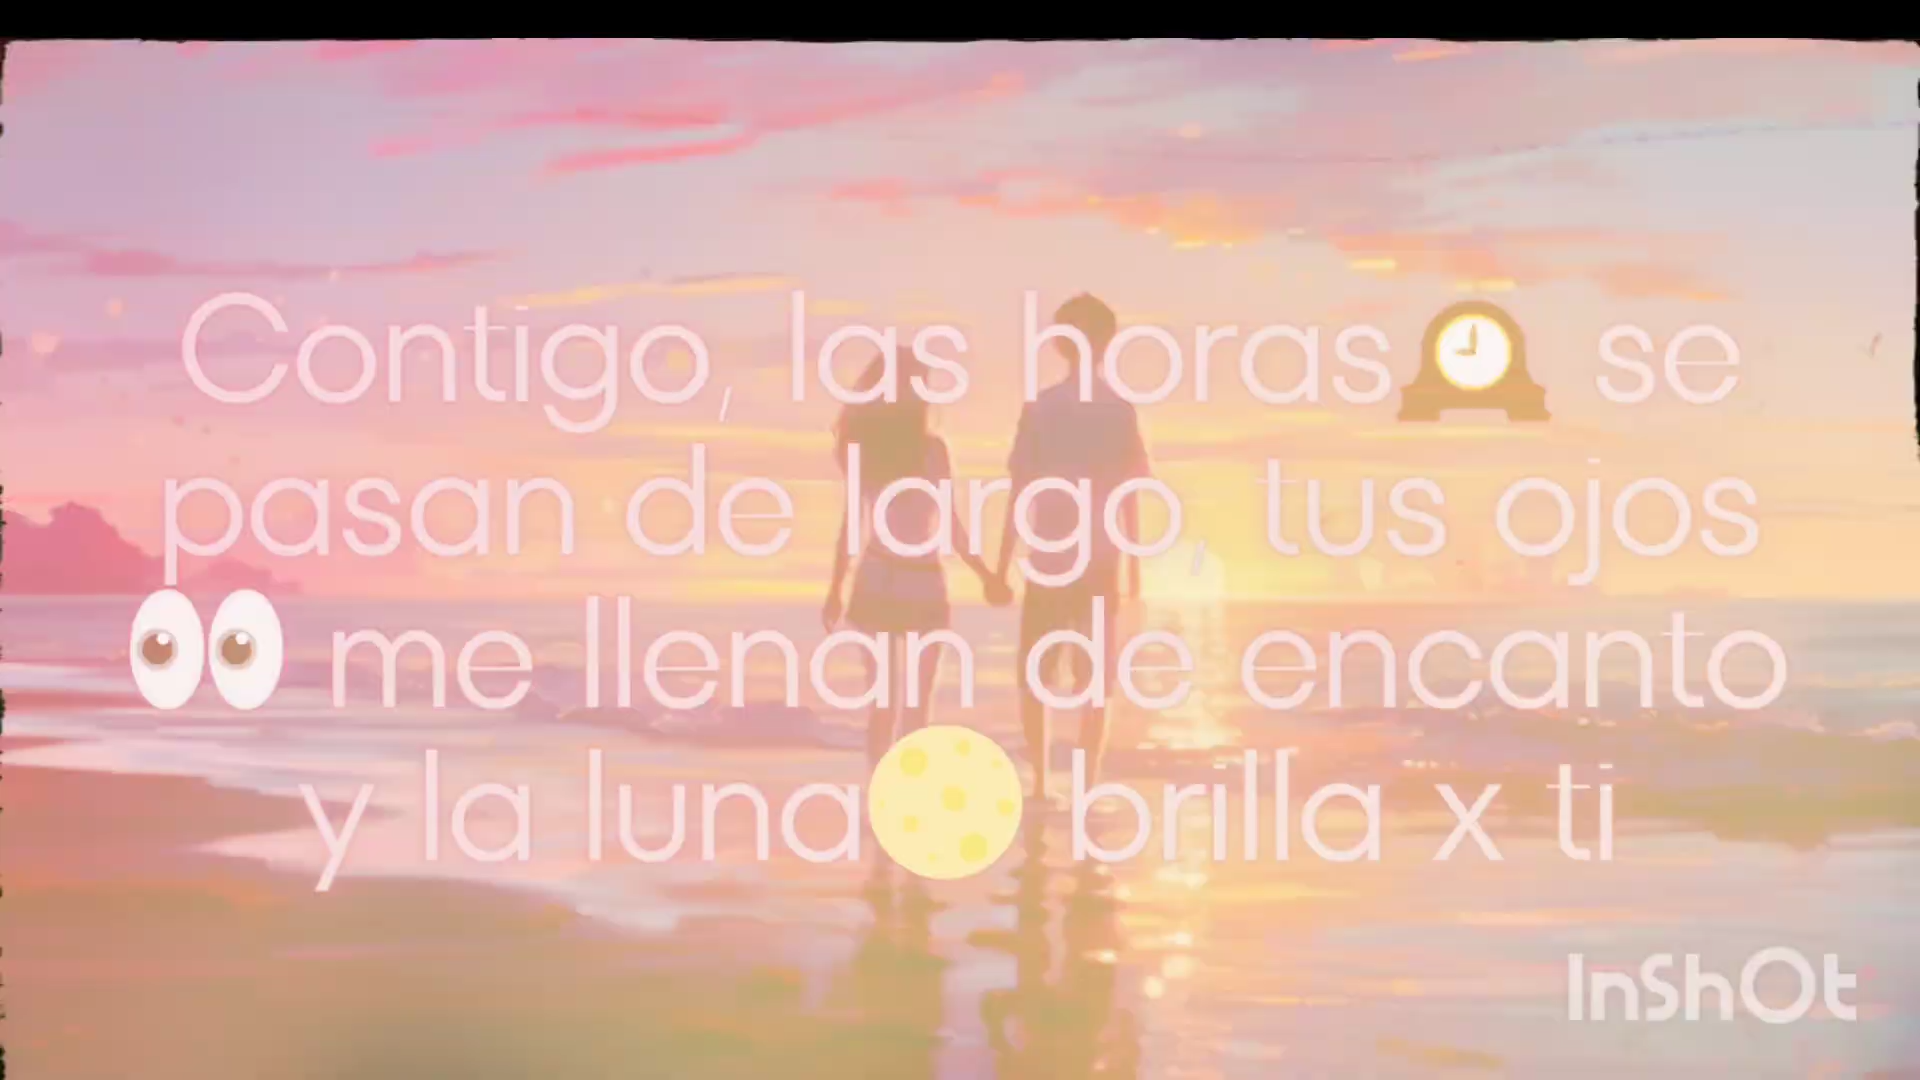 Contigo, las horas🕰️ se
pasan de largo, tus ojos
👀 me llenan de encanto
y la luna🌕 brilla x ti
InShOt